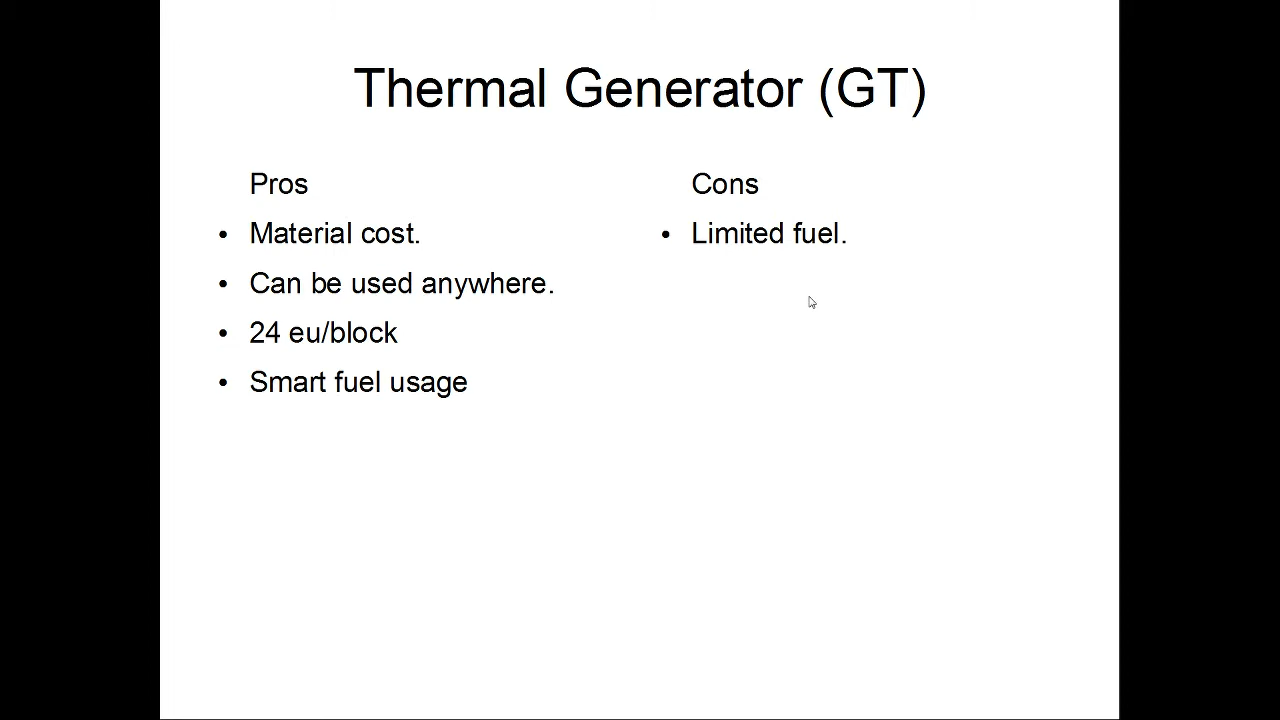 Thermal Generator (GT)
Pros
• Material cost.
• Can be used anywhere.
• 24 eu/block
• Smart fuel usage
Cons
• Limited fuel.